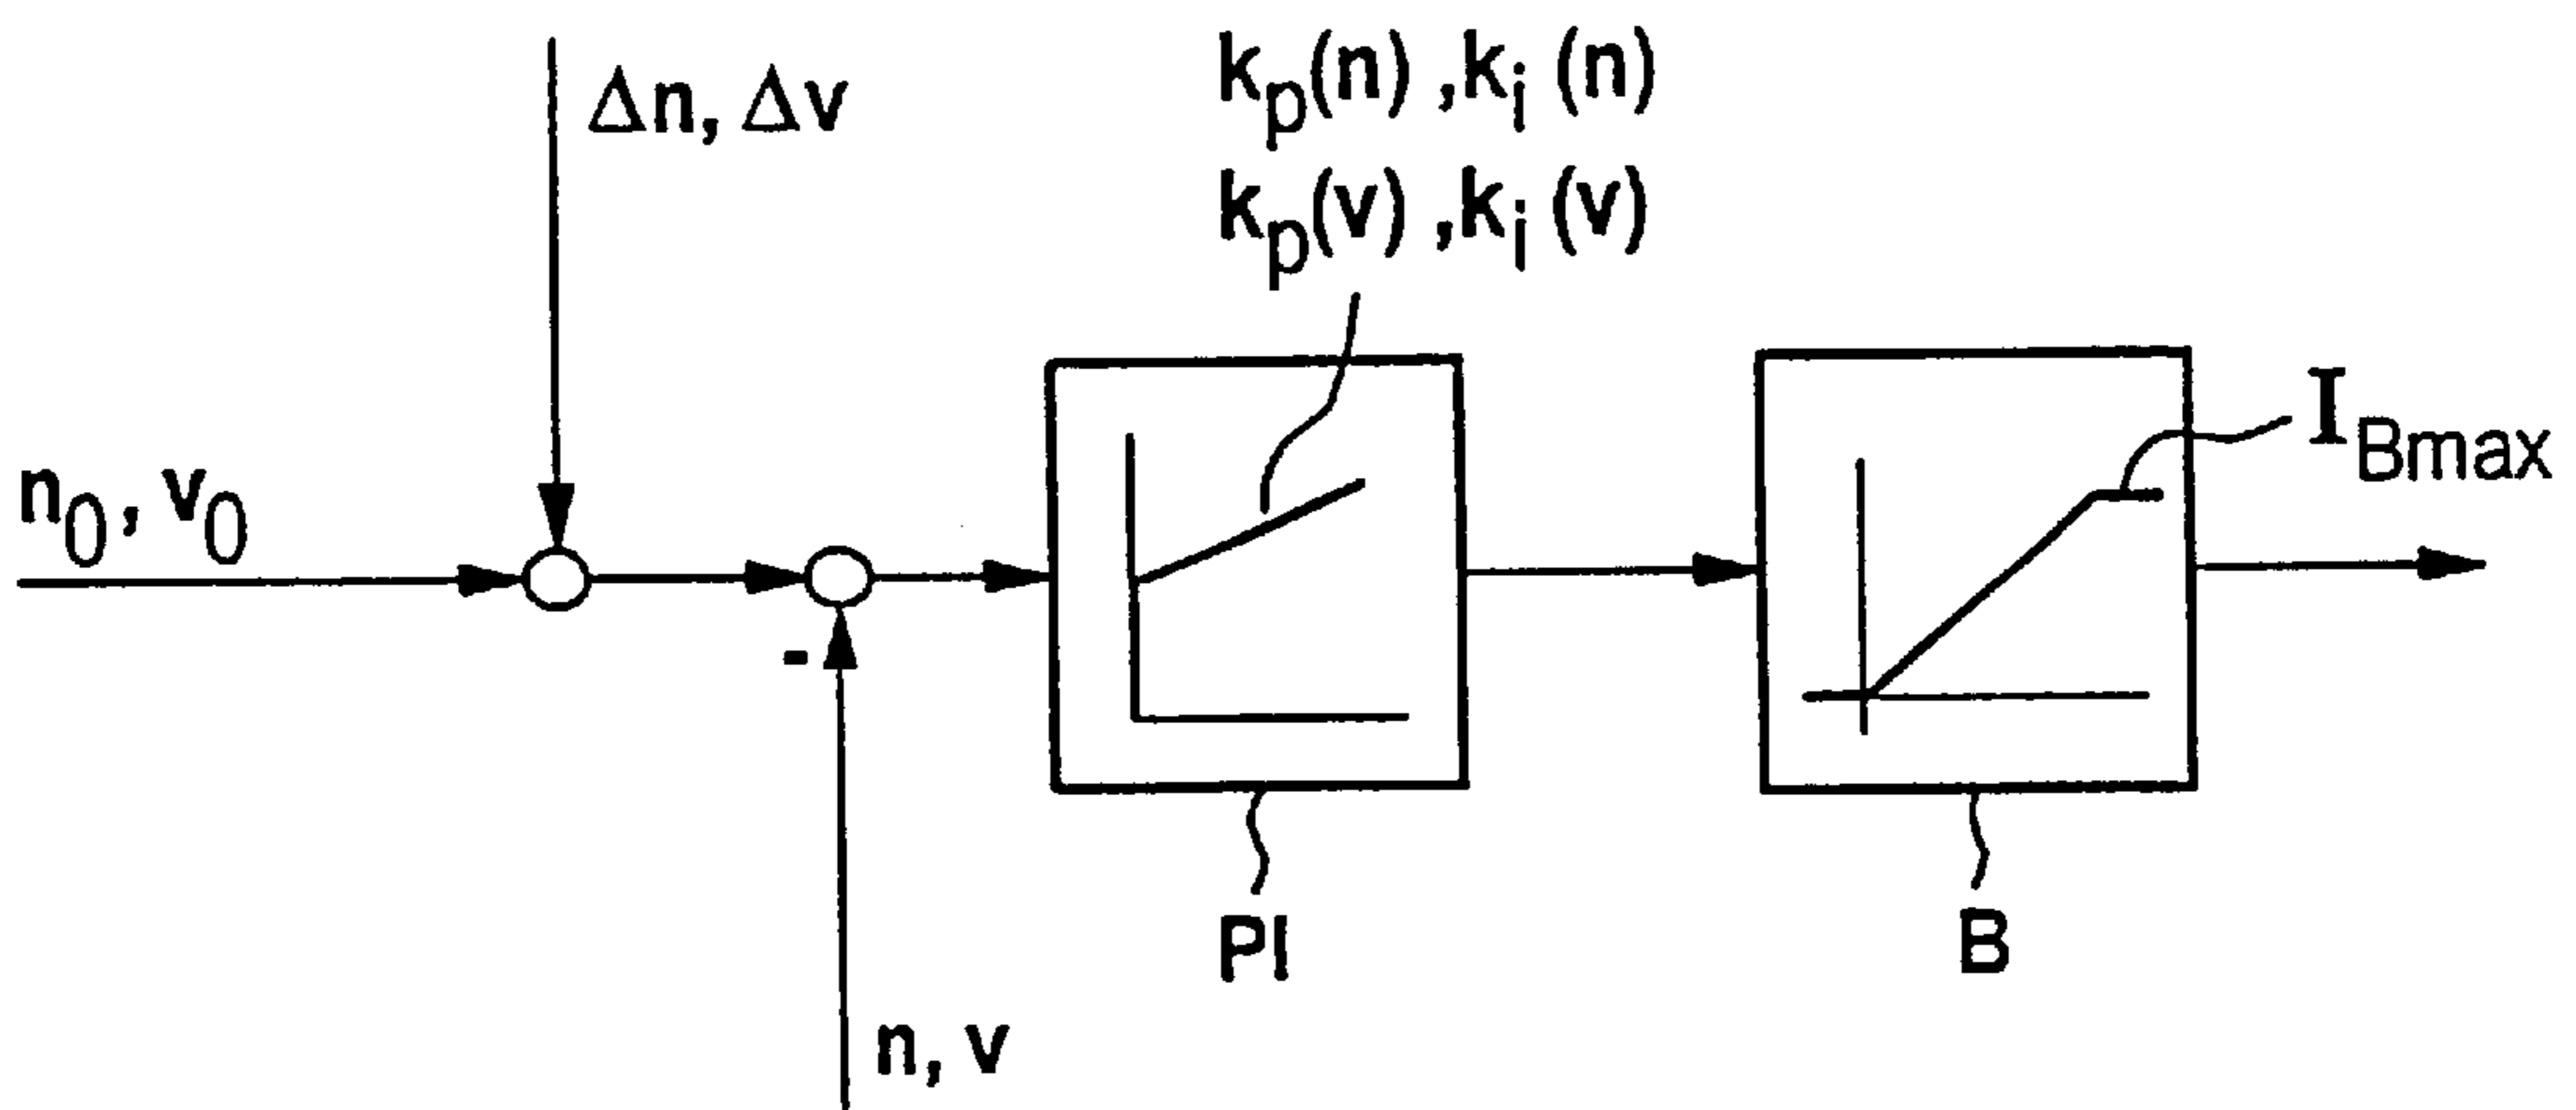 Δn, Δv
kp(n) ,ki (n)
kp(v) ,ki (v)
IBmax
n0, v0
-
PI
B
n, v